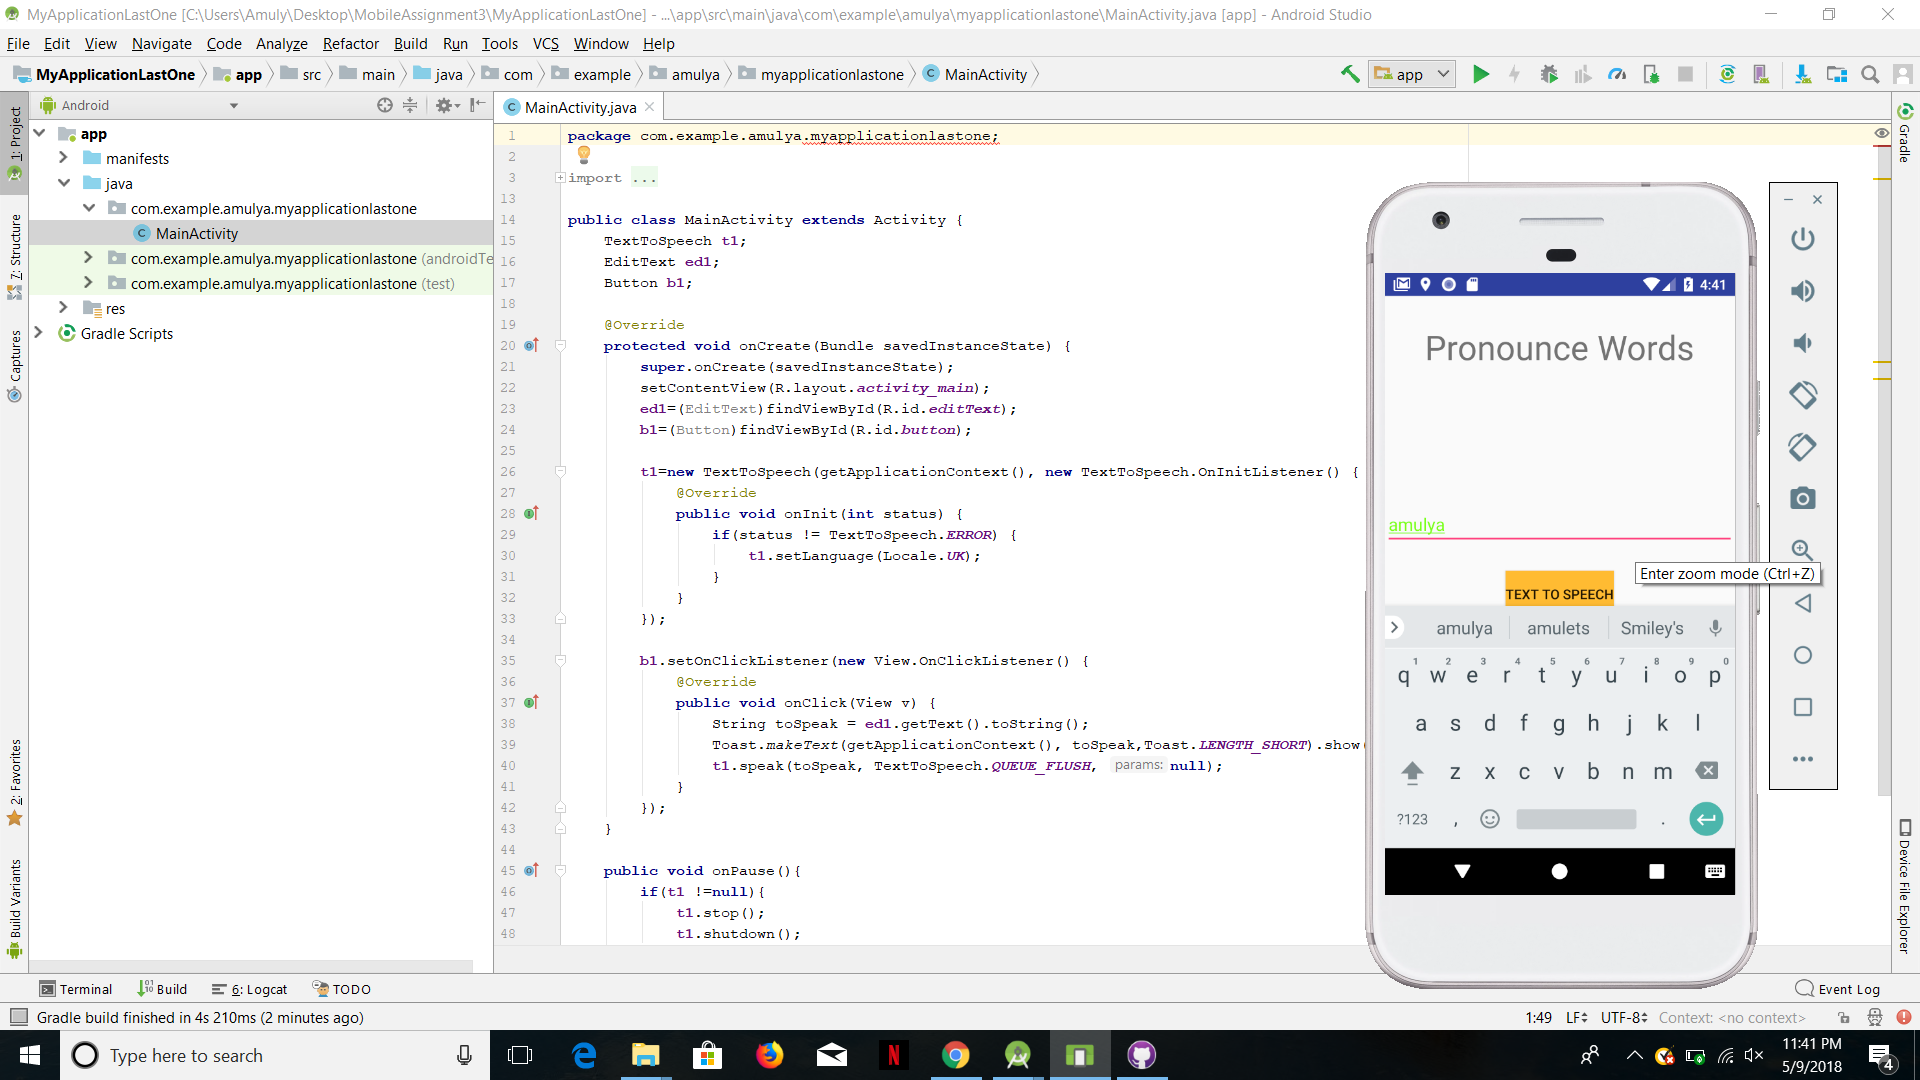 MyApplicationLastOne [C:\Users\Amuly\Desktop\MobileAssignment3\MyApplicationLastOne] - ...\app\src\main\java\com\example\amulya\myapplicationlastone\MainActivity.java [app] - Android Studio
File Edit View Navigate Code Analyze Refactor Build Run Tools VCS Window Help
MyApplicationLastOne app src main java com example amulya myapplicationlastone MainActivity app
Android
MainActivity.java
1: Project
7: Structure
Captures
2: Favorites
Build Variants
app
manifests
java
com.example.amulya.myapplicationlastone
MainActivity
com.example.amulya.myapplicationlastone (androidTe
com.example.amulya.myapplicationlastone (test)
res
Gradle Scripts
1 package com.example.amulya.myapplicationlastone;
2
3 import ...
13
14 public class MainActivity extends Activity {
15 TextToSpeech t1;
16 EditText ed1;
17 Button b1;
18
19 @Override
20 protected void onCreate(Bundle savedInstanceState) {
21 super.onCreate(savedInstanceState);
22 setContentView(R.layout.activity_main);
23 ed1=(EditText)findViewById(R.id.editText);
24 b1=(Button)findViewById(R.id.button);
25
26 t1=new TextToSpeech(getApplicationContext(), new TextToSpeech.OnInitListener() {
27 @Override
28 public void onInit(int status) {
29 if(status != TextToSpeech.ERROR) {
30 t1.setLanguage(Locale.UK);
31 }
32 }
33 });
34
35 b1.setOnClickListener(new View.OnClickListener() {
36 @Override
37 public void onClick(View v) {
38 String toSpeak = ed1.getText().toString();
39 Toast.makeText(getApplicationContext(), toSpeak,Toast.LENGTH_SHORT).show(
40 t1.speak(toSpeak, TextToSpeech.QUEUE_FLUSH, params: null);
41 }
42 });
43 }
44
45 public void onPause(){
46 if(t1 !=null){
47 t1.stop();
48 t1.shutdown();
4:41
Pronounce Words
amulya
TEXT TO SPEECH
Enter zoom mode (Ctrl+Z)
amulya amulets Smiley's
q1 w2 e3 r4 t5 y6 u7 i8 o9 p0
a s d f g h j k l
z x c v b n m
?123 , .
Gradle
Device File Explorer
Terminal Build 6: Logcat TODO Event Log
Gradle build finished in 4s 210ms (2 minutes ago) 1:49 LF UTF-8 Context: <no context>
Type here to search
N
11:41 PM
5/9/2018
4